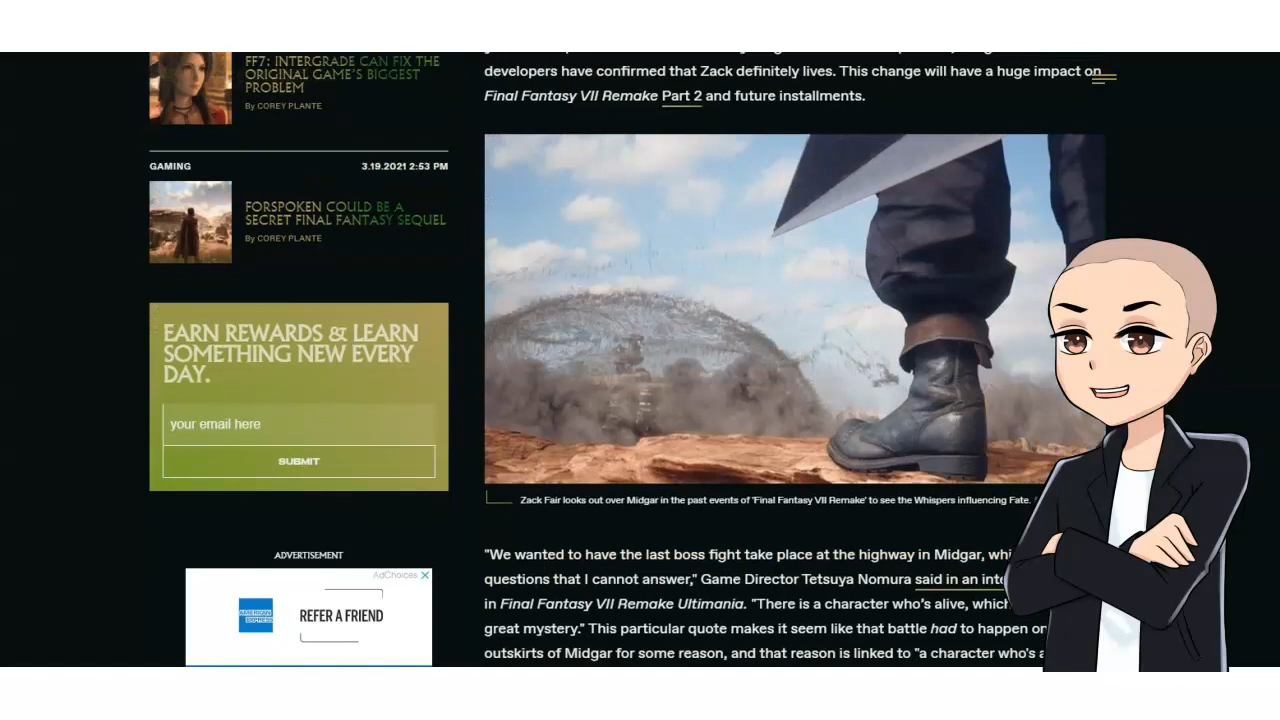 FF7: INTERGRADE CAN FIX THE
ORIGINAL GAME'S BIGGEST
PROBLEM
By COREY PLANTE
GAMING 3.19.2021 2:53 PM
FORSPOKEN COULD BE A
SECRET FINAL FANTASY SEQUEL
By COREY PLANTE
EARN REWARDS & LEARN
SOMETHING NEW EVERY
DAY.
your email here
SUBMIT
ADVERTISEMENT
AdChoices
AMERICAN
EXPRESS
REFER A FRIEND
developers have confirmed that Zack definitely lives. This change will have a huge impact on
Final Fantasy VII Remake Part 2 and future installments.
Zack Fair looks out over Midgar in the past events of 'Final Fantasy VII Remake' to see the Whispers influencing Fate.
"We wanted to have the last boss fight take place at the highway in Midgar,
questions that I cannot answer," Game Director Tetsuya Nomura said in an
in Final Fantasy VII Remake Ultimania. "There is a character who's alive,
great mystery." This particular quote makes it seem like that battle had to happen on
outskirts of Midgar for some reason, and that reason is linked to "a character who's